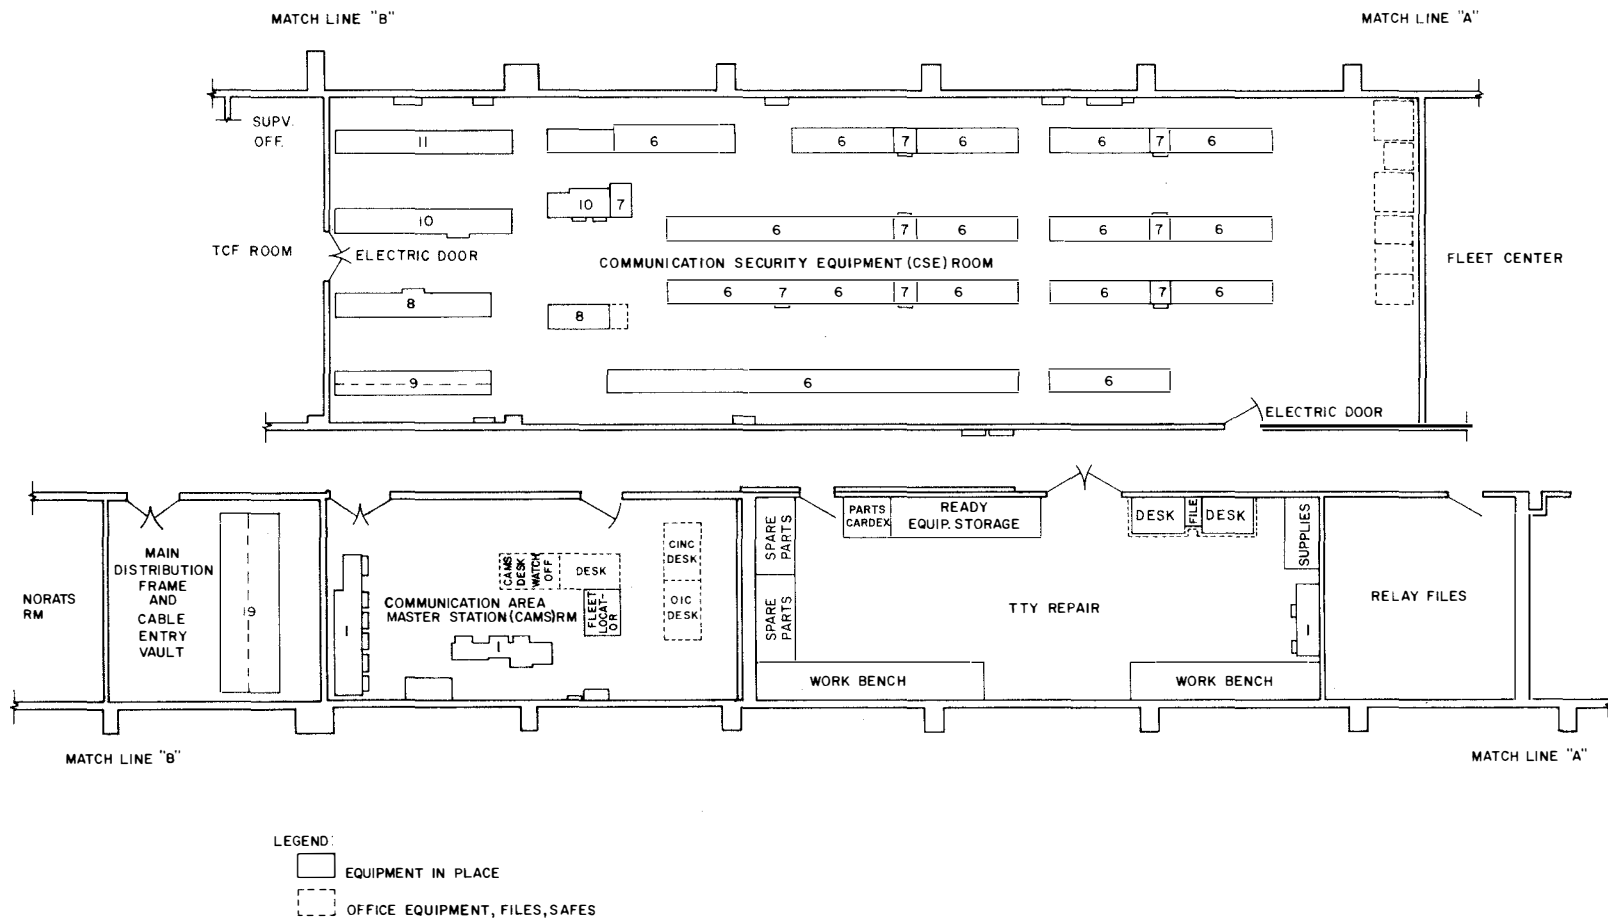 MATCH LINE "B"
MATCH LINE "A"
SUPV.
OFF.
11
6
6 7 6
6 7 6
10
10 7
6 7 6
6 7 6
TCF ROOM
ELECTRIC DOOR
COMMUNICATION SECURITY EQUIPMENT (CSE) ROOM
FLEET CENTER
8
8
6 7 6 7 6
6 7 6
9
6
6
ELECTRIC DOOR
NORATS
RM
MAIN
DISTRIBUTION
FRAME
AND
CABLE
ENTRY
VAULT
19
1
COMMUNICATION AREA
MASTER STATION (CAMS) RM
1
CAMS
DESK
WATCH
OFF.
DESK
FLEET
LOCAT-
OR
CINC
DESK
OIC
DESK
SPARE
PARTS
SPARE
PARTS
PARTS
CARDEX
READY
EQUIP. STORAGE
DESK
FILE
DESK
SUPPLIES
TTY REPAIR
1
WORK BENCH
WORK BENCH
RELAY FILES
MATCH LINE "B"
MATCH LINE "A"
LEGEND:
EQUIPMENT IN PLACE
OFFICE EQUIPMENT, FILES, SAFES